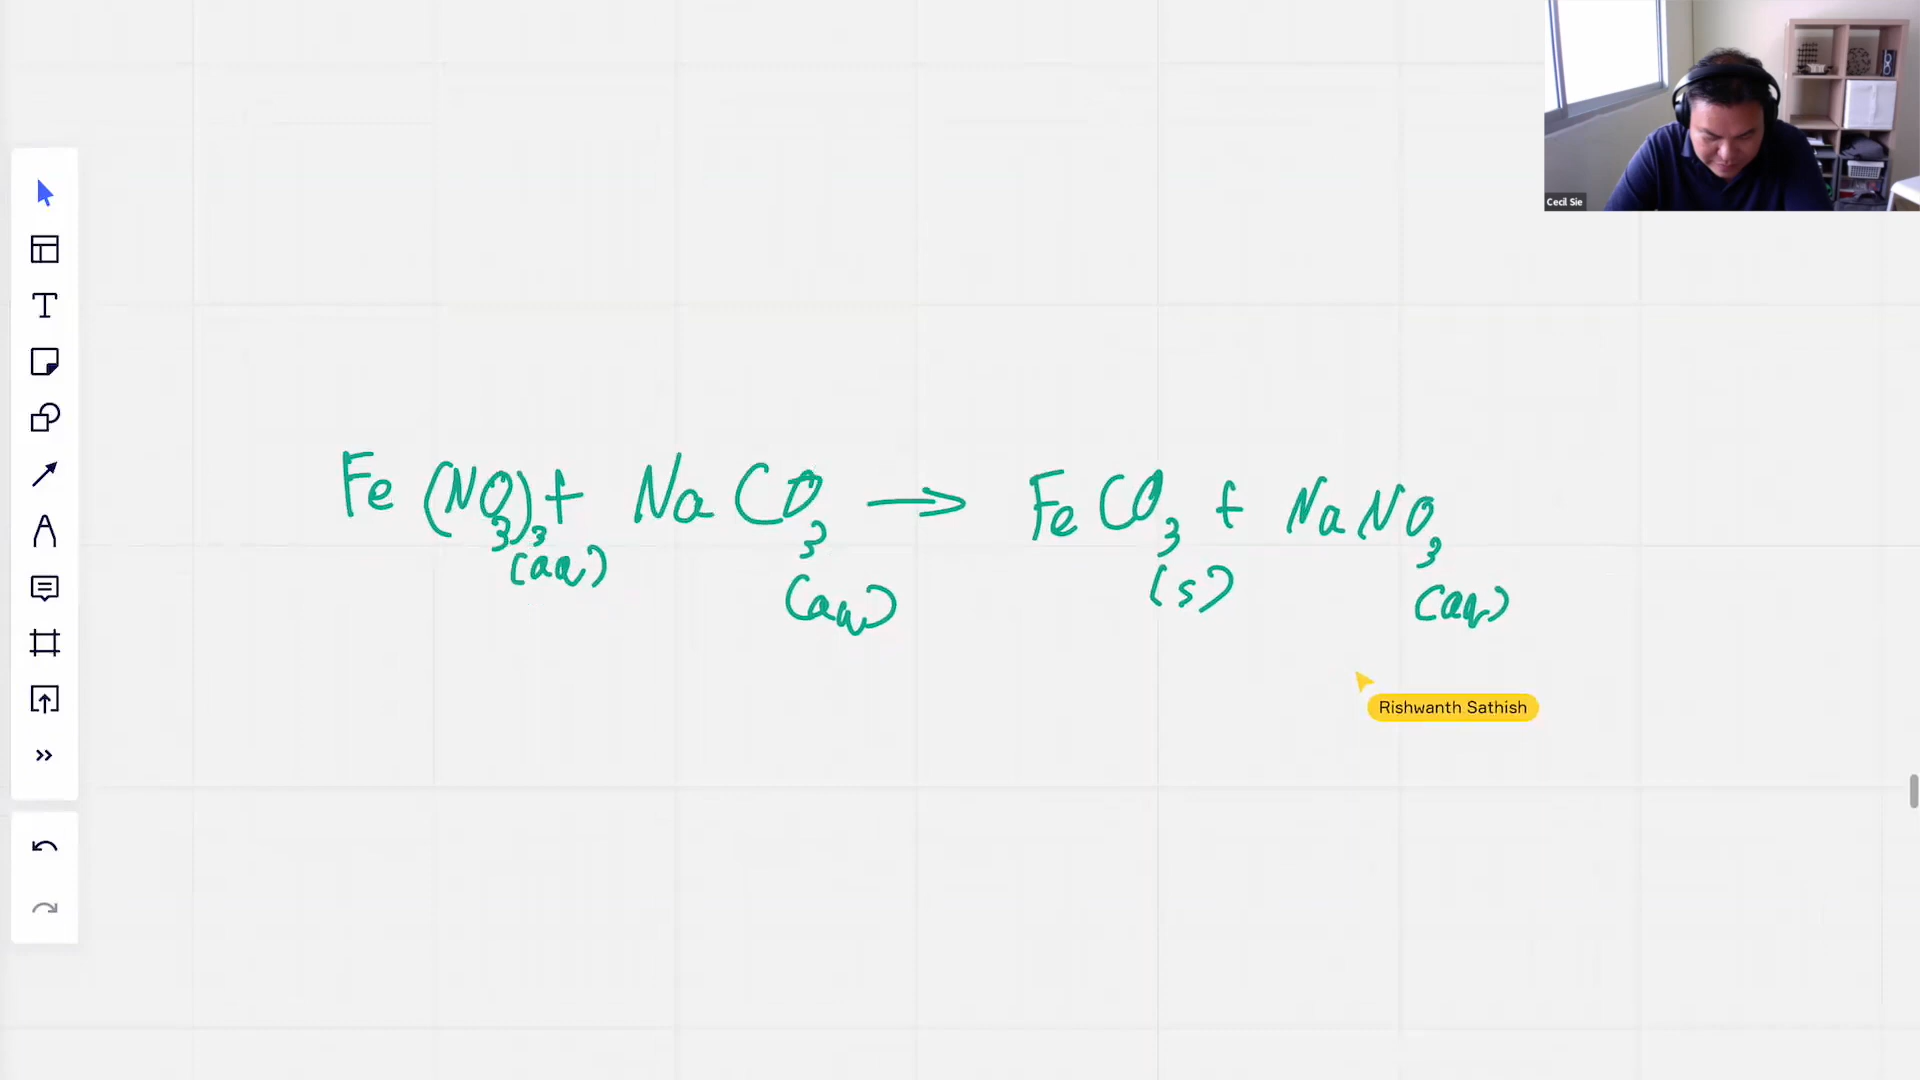 Cecil Sie
Fe(NO3)3 + NaCO3 → FeCO3 + NaNO3
(aq) (aq) (s) (aq)
Rishwanth Sathish